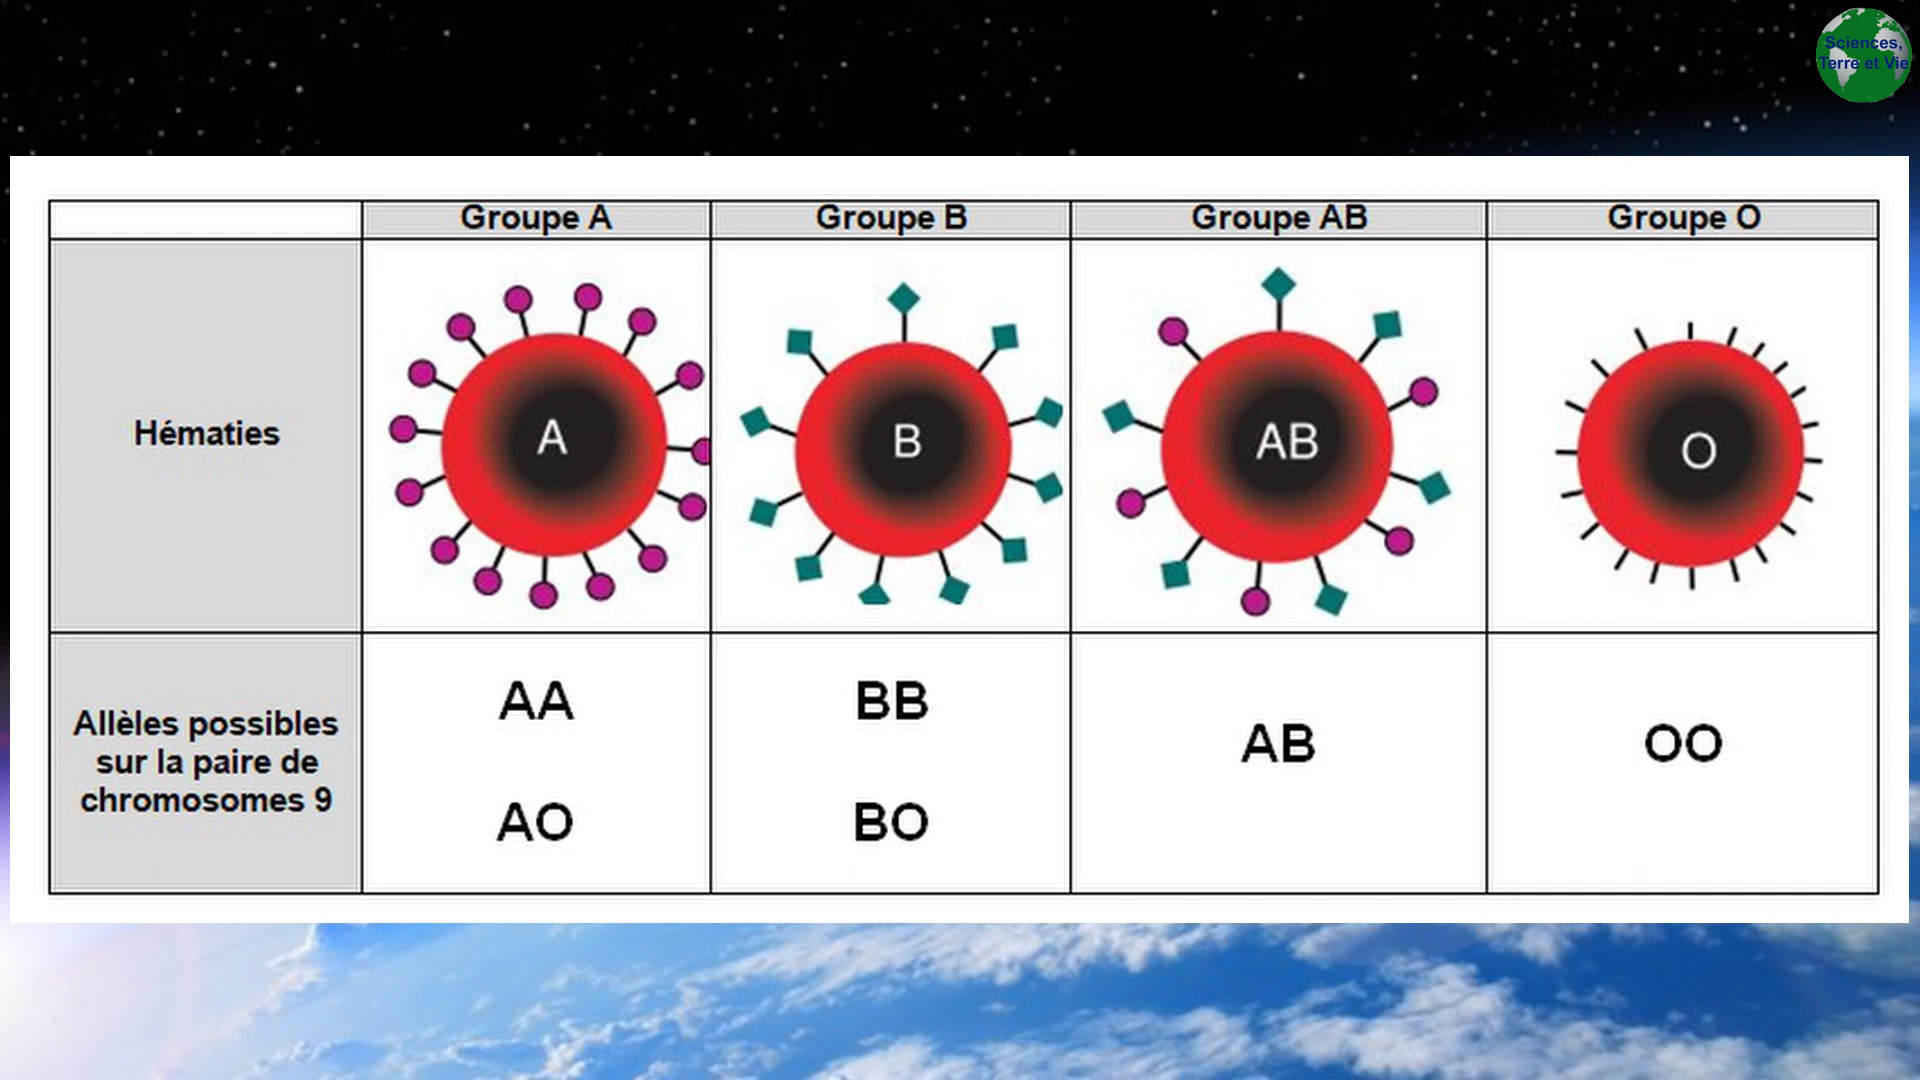 Sciences,
Terre et Vie
Groupe A
Groupe B
Groupe AB
Groupe O
Hématies
A
B
AB
O
Allèles possibles
sur la paire de
chromosomes 9
AA
AO
BB
BO
AB
OO